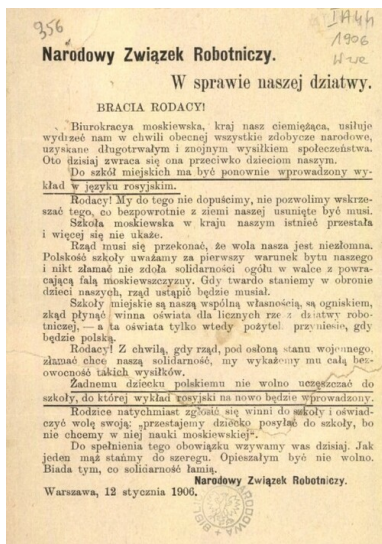 356
IA4h
1906
Narodowy Związek Robotniczy.
W sprawie naszej dziatwy.
BRACIA RODACY!
Biurokracya moskiewska, kraj nasz ciemiężąca, usiłuje
wydrzeć nam w chwili obecnej wszystkie zdobycze narodowe,
uzyskane długotrwałym i znojnym wysiłkiem społeczeństwa.
Oto dzisiaj zwraca się ona przeciwko dzieciom naszym.
Do szkół miejskich ma być ponownie wprowadzony wy-
kład w języku rosyjskim.
Rodacy! My do tego nie dopuścimy, nie pozwolimy wskrze-
szać tego, co bezpowrotnie z ziemi naszej usunięte być musi.
Szkoła moskiewska w kraju naszym istnieć przestała
i więcej się nie ukaże.
Rząd musi się przekonać, że wola nasza jest niezłomna.
Polskość szkoły uważamy za pierwszy warunek bytu naszego
i nikt złamać nie zdoła solidarności ogółu w walce z powra-
cającą falą moskiewszczyzny. Gdy twardo staniemy w obronie
dzieci naszych, rząd ustąpić będzie musiał.
Szkoły miejskie są naszą wspólną własnością, są ogniskiem,
zkąd płynąć winna oświata dla licznych rzesz dziatwy robo-
tniczej, — a ta oświata tylko wtedy pożytek przyniesie, gdy
będzie polską.
Rodacy! Z chwilą, gdy rząd, pod osłoną stanu wojennego,
złamać chce naszą solidarność, my wykażemy mu całą bez-
owocność takich wysiłków.
Żadnemu dziecku polskiemu nie wolno uczęszczać do
szkoły, do której wykład rosyjski na nowo będzie wprowadzony.
Rodzice natychmiast zgłosić się winni do szkoły i oświad-
czyć wolę swoją: „przestajemy dziecko posyłać do szkoły, bo
nie chcemy w niej nauki moskiewskiej“.
Do spełnienia tego obowiązku wzywamy was dzisiaj. Jak
jeden mąż stańmy do szeregu. Opieszałym być nie wolno.
Biada tym, co solidarność łamią.
Narodowy Związek Robotniczy.
Warszawa, 12 stycznia 1906.